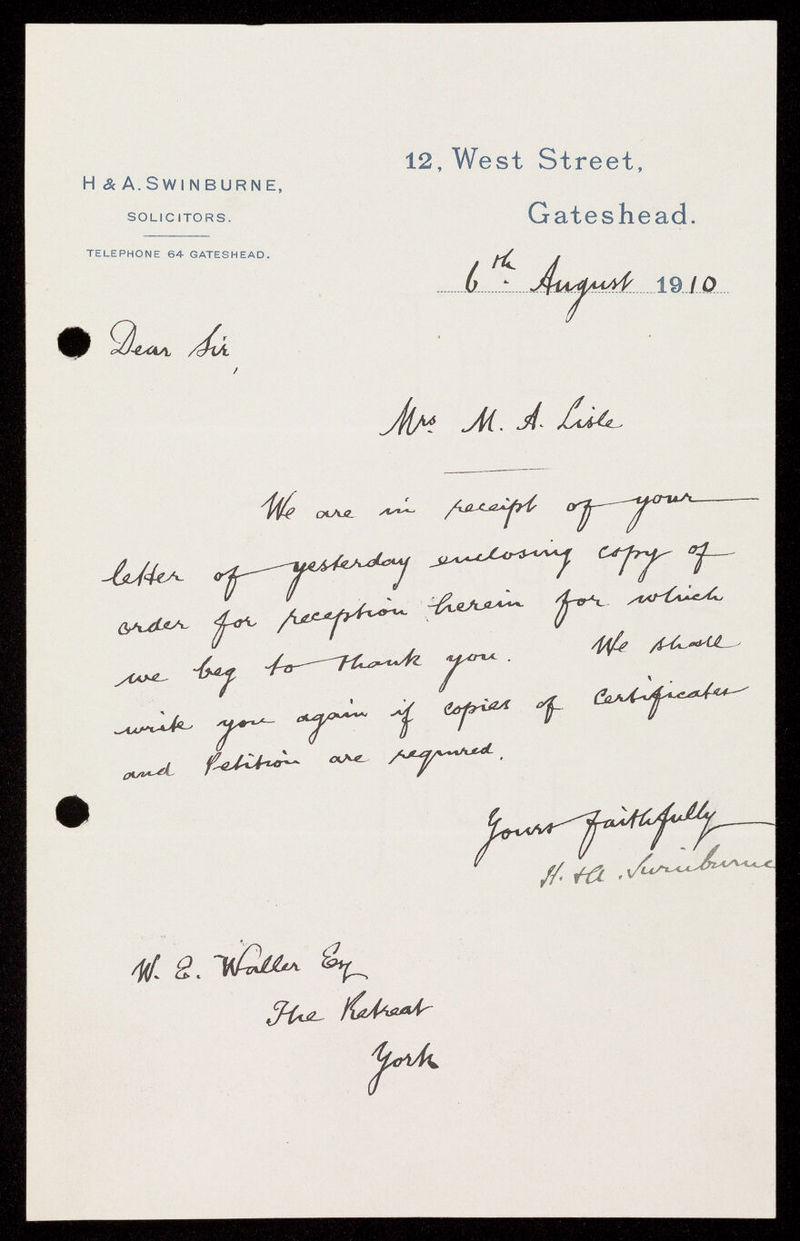 H & A. SWINBURNE,
SOLICITORS.
TELEPHONE 64 GATESHEAD.
12, West Street,
Gateshead.
6th. August 1910
Dear Sir,
Mrs. M. A. Lisle
We are in receipt of your
letter of yesterday enclosing copy of
order for reception herein for which
we beg to thank you. We shall
write you again if copies of Certificates
and Petition are required.
Yours faithfully
H. & A. Swinburne
W. E. Waller Esq
The Retreat
York